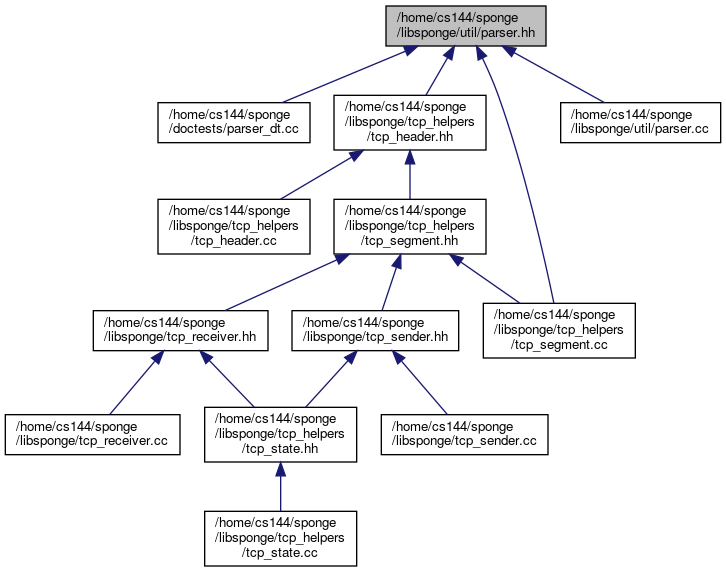 /home/cs144/sponge
/libsponge/util/parser.hh
/home/cs144/sponge
/doctests/parser_dt.cc
/home/cs144/sponge
/libsponge/tcp_helpers
/tcp_header.hh
/home/cs144/sponge
/libsponge/util/parser.cc
/home/cs144/sponge
/libsponge/tcp_helpers
/tcp_header.cc
/home/cs144/sponge
/libsponge/tcp_helpers
/tcp_segment.hh
/home/cs144/sponge
/libsponge/tcp_receiver.hh
/home/cs144/sponge
/libsponge/tcp_sender.hh
/home/cs144/sponge
/libsponge/tcp_helpers
/tcp_segment.cc
/home/cs144/sponge
/libsponge/tcp_receiver.cc
/home/cs144/sponge
/libsponge/tcp_helpers
/tcp_state.hh
/home/cs144/sponge
/libsponge/tcp_sender.cc
/home/cs144/sponge
/libsponge/tcp_helpers
/tcp_state.cc